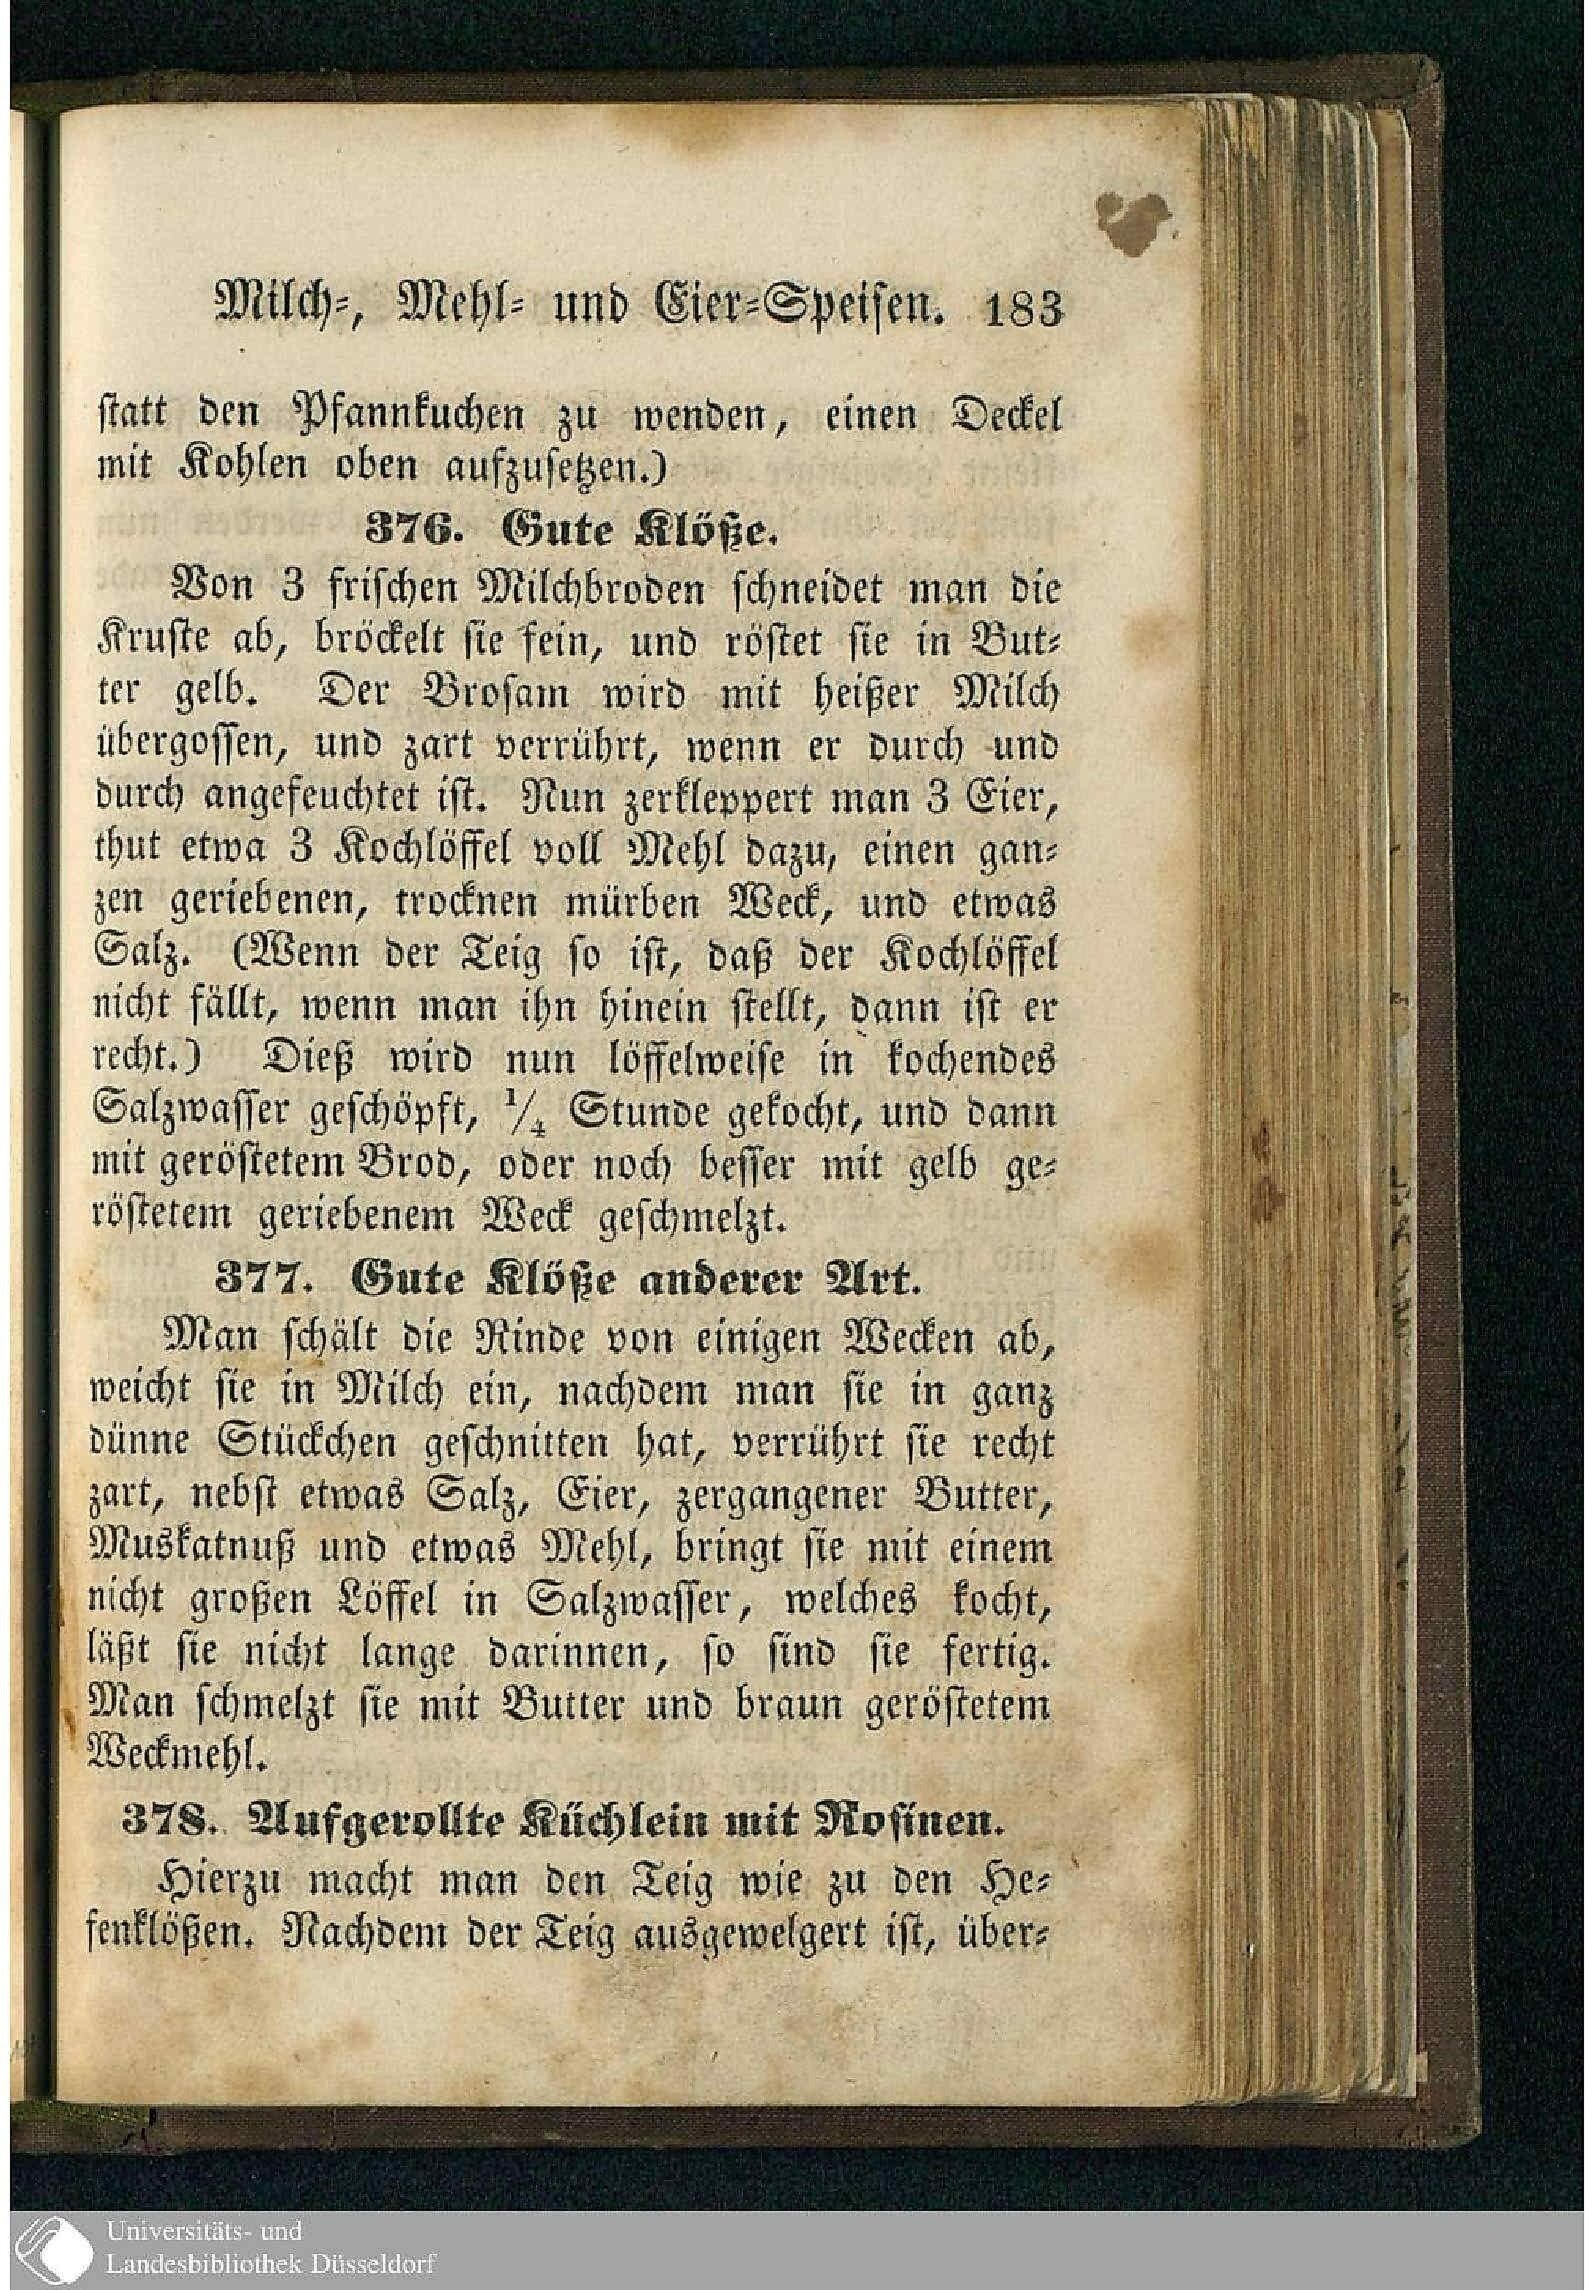 Milch-, Mehl- und Eier-Speisen. 183
statt den Pfannkuchen zu wenden, einen Deckel
mit Kohlen oben aufzusetzen.)
376. Gute Klöße.
Von 3 frischen Milchbroden schneidet man die
Kruste ab, bröckelt sie fein, und röstet sie in But-
ter gelb. Der Brosam wird mit heißer Milch
übergossen, und zart verrührt, wenn er durch und
durch angefeuchtet ist. Nun zerkleppert man 3 Eier,
thut etwa 3 Kochlöffel voll Mehl dazu, einen gan-
zen geriebenen, trocknen mürben Weck, und etwas
Salz. (Wenn der Teig so ist, daß der Kochlöffel
nicht fällt, wenn man ihn hinein stellt, dann ist er
recht.) Dieß wird nun löffelweise in kochendes
Salzwasser geschöpft, 1/4 Stunde gekocht, und dann
mit geröstetem Brod, oder noch besser mit gelb ge-
röstetem geriebenem Weck geschmelzt.
377. Gute Klöße anderer Art.
Man schält die Rinde von einigen Wecken ab,
weicht sie in Milch ein, nachdem man sie in ganz
dünne Stückchen geschnitten hat, verrührt sie recht
zart, nebst etwas Salz, Eier, zergangener Butter,
Muskatnuß und etwas Mehl, bringt sie mit einem
nicht großen Löffel in Salzwasser, welches kocht,
läßt sie nicht lange darinnen, so sind sie fertig.
Man schmelzt sie mit Butter und braun geröstetem
Weckmehl.
378. Aufgerollte Küchlein mit Rosinen.
Hierzu macht man den Teig wie zu den He-
fenklößen. Nachdem der Teig ausgewelgert ist, über-
Universitäts- und
Landesbibliothek Düsseldorf